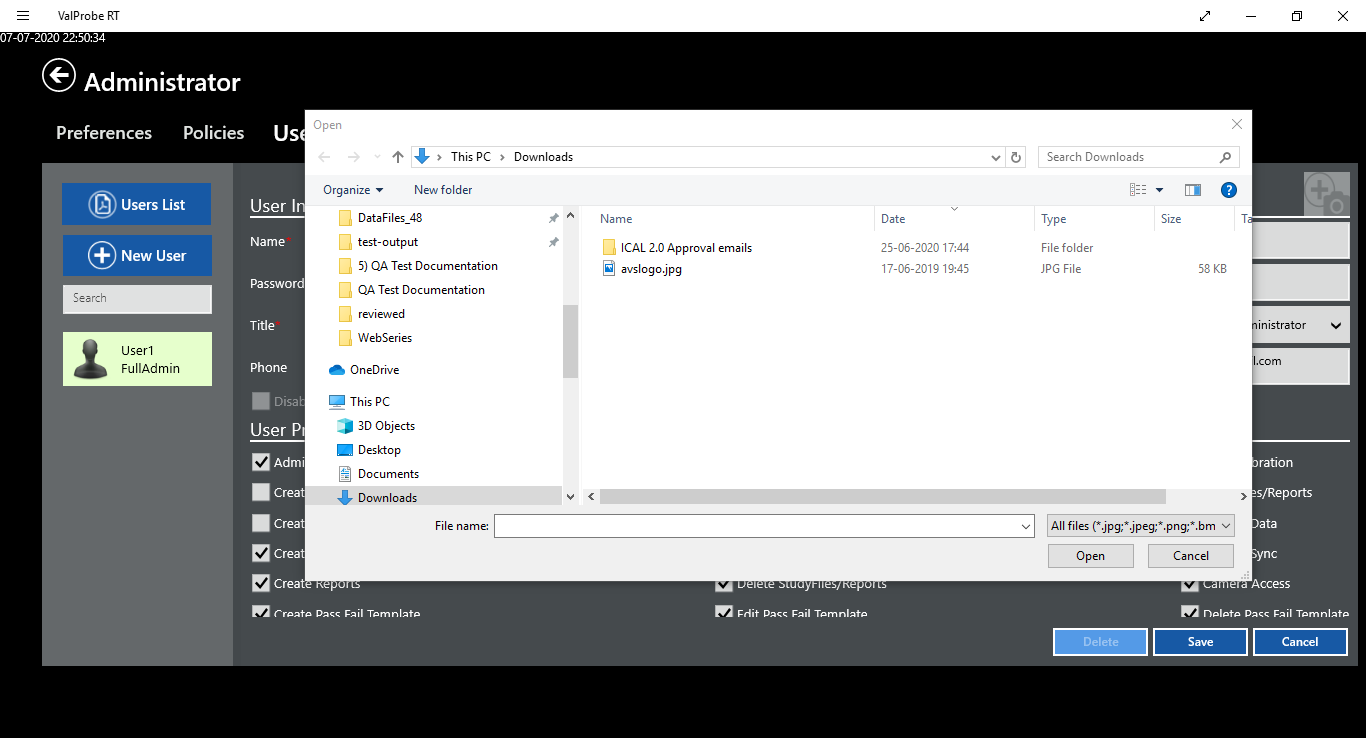 ValProbe RT
07-07-2020 22:50:34
Administrator
Preferences
Policies
Use
Users List
New User
Search
User1
FullAdmin
User In
Name*
Password
Title*
Phone
Disab
User Pr
Admi
Creat
Creat
Creat
Create Reports
Create Pass Fail Template
Open
This PC > Downloads
Search Downloads
Organize
New folder
DataFiles_48
test-output
5) QA Test Documentation
QA Test Documentation
reviewed
WebSeries
OneDrive
This PC
3D Objects
Desktop
Documents
Downloads
Name Date Type Size Ta
ICAL 2.0 Approval emails 25-06-2020 17:44 File folder
avslogo.jpg 17-06-2019 19:45 JPG File 58 KB
File name:
All files (*.jpg;*.jpeg;*.png;*.bm
Open
Cancel
ministrator
l.com
bration
es/Reports
Data
Sync
Delete StudyFiles/Reports
Camera Access
Edit Pass Fail Template
Delete Pass Fail Template
Delete
Save
Cancel